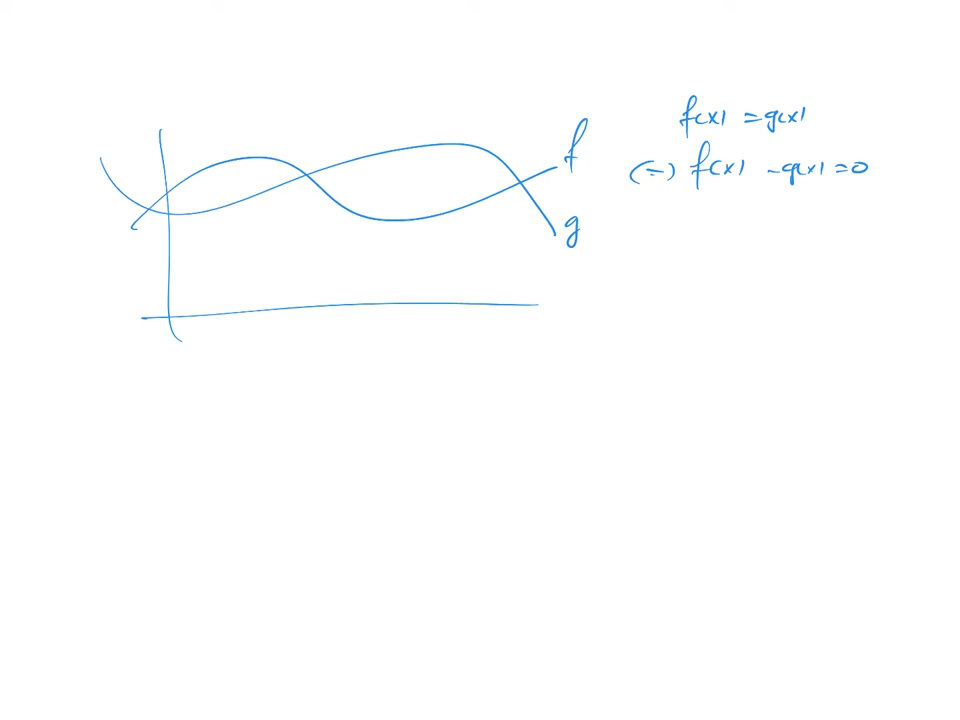 f(x) = g(x)
(=) f(x) - g(x) = 0
f
g